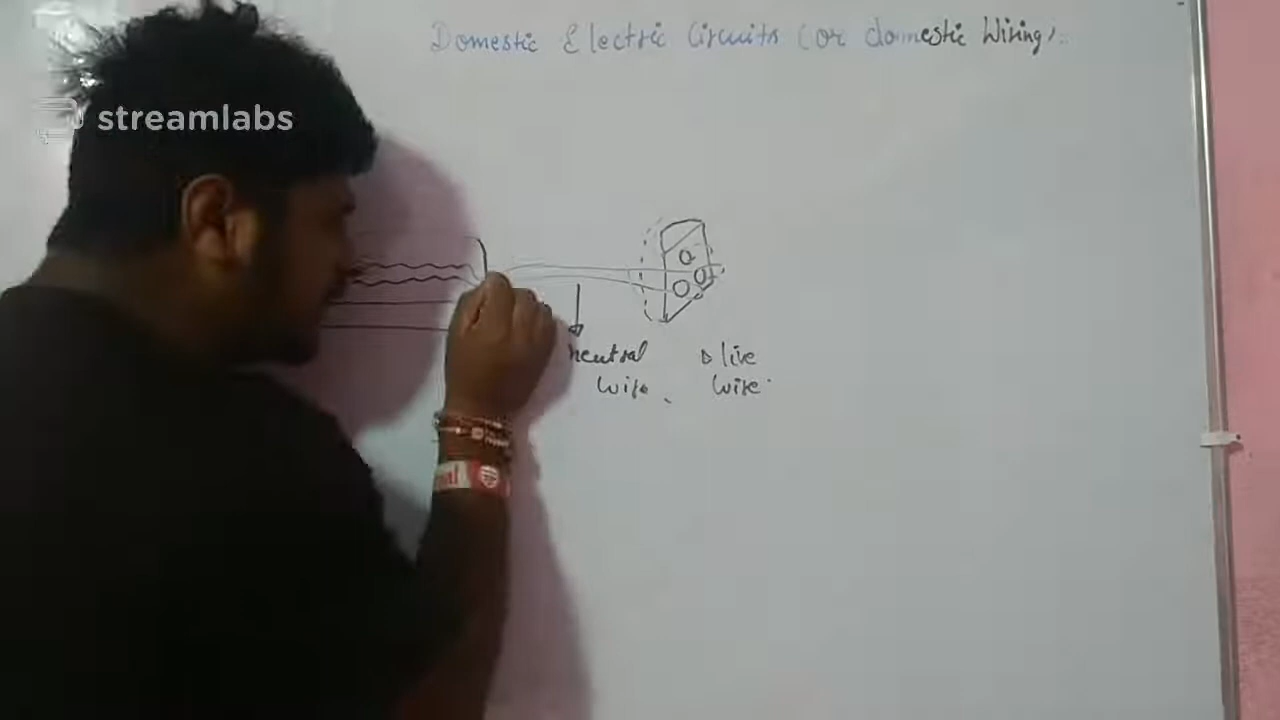 Domestic Electric Circuits (or domestic Wiring).
streamlabs
neutral
wire
live
wire